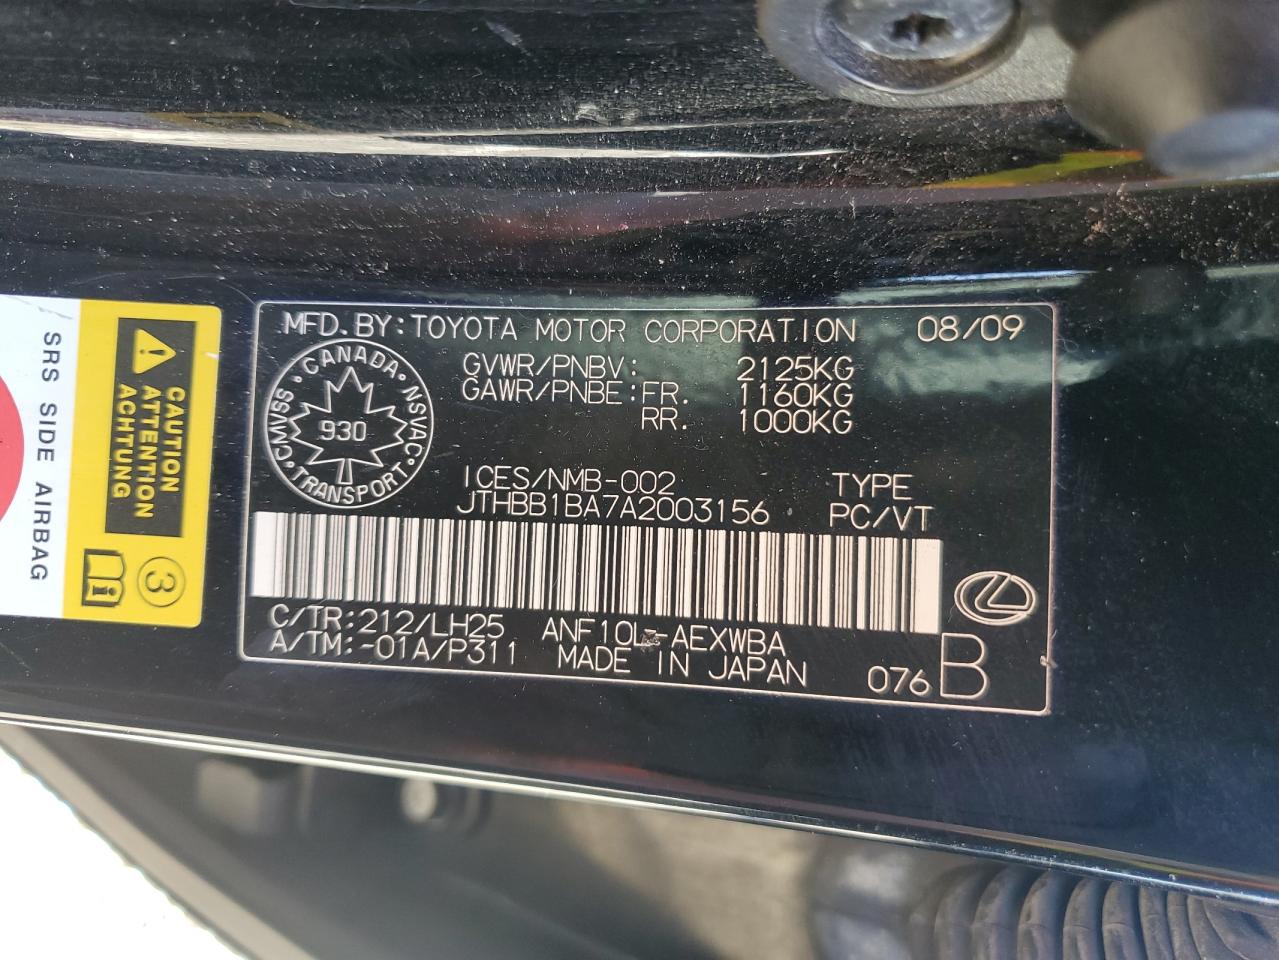 MFD.BY:TOYOTA MOTOR CORPORATION 08/09
GVWR/PNBV: 2125KG
GAWR/PNBE:FR. 1160KG
RR. 1000KG
CANADA
CMVSS NSVAC
930
TRANSPORT
ICES/NMB-002 TYPE
JTHBB1BA7A2003156 PC/VT
C/TR:212/LH25 ANF10L-AEXWBA
A/TM:-01A/P311 MADE IN JAPAN 076 B
CAUTION
ATTENTION
ACHTUNG
3
i
SRS SIDE AIRBAG